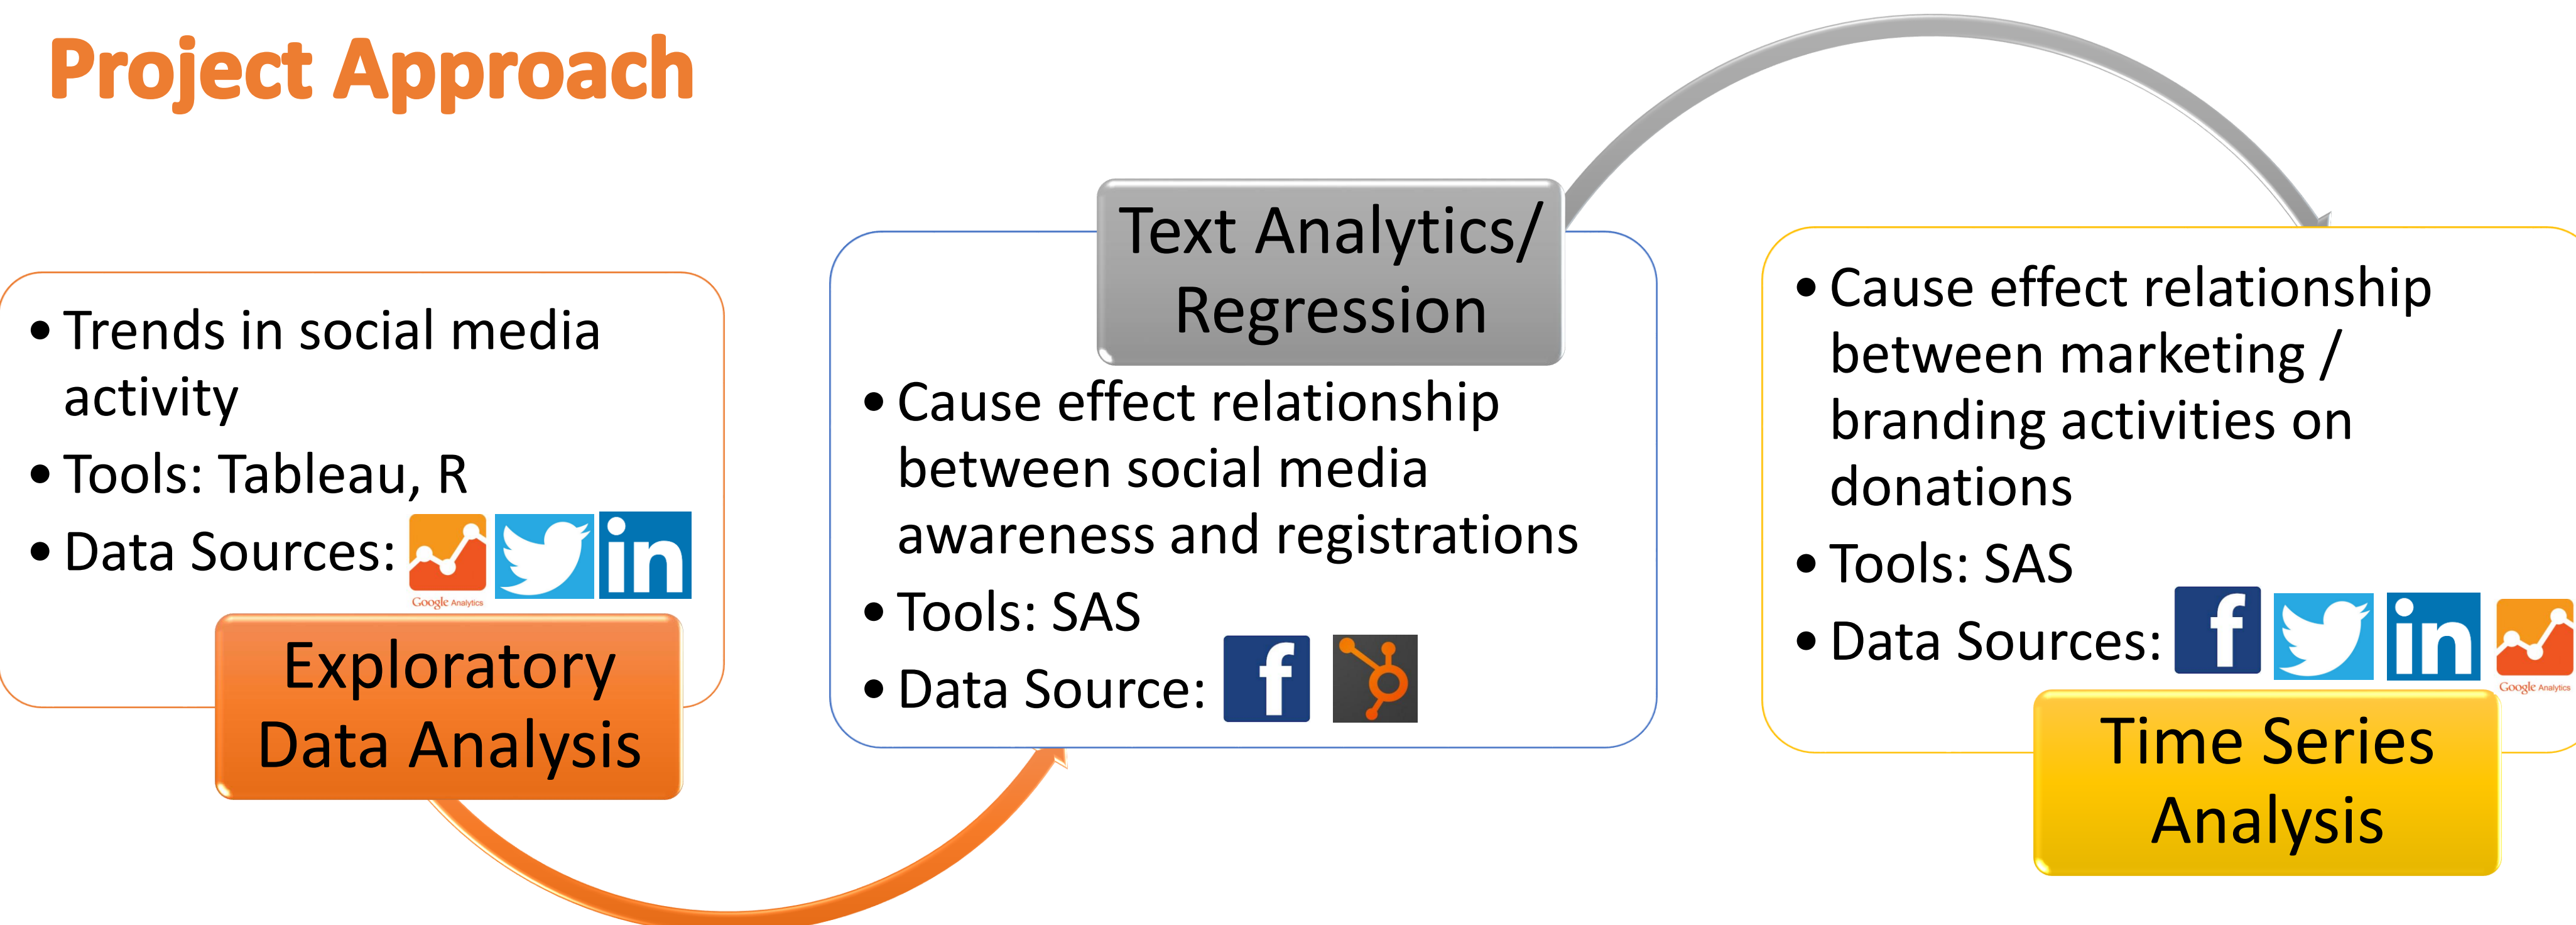 Project Approach
• Trends in social media
activity
• Tools: Tableau, R
• Data Sources:
Google Analytics
in
Exploratory
Data Analysis
Text Analytics/
Regression
• Cause effect relationship
between social media
awareness and registrations
• Tools: SAS
• Data Source:
f
• Cause effect relationship
between marketing /
branding activities on
donations
• Tools: SAS
• Data Sources:
f
in
Google Analytics
Time Series
Analysis